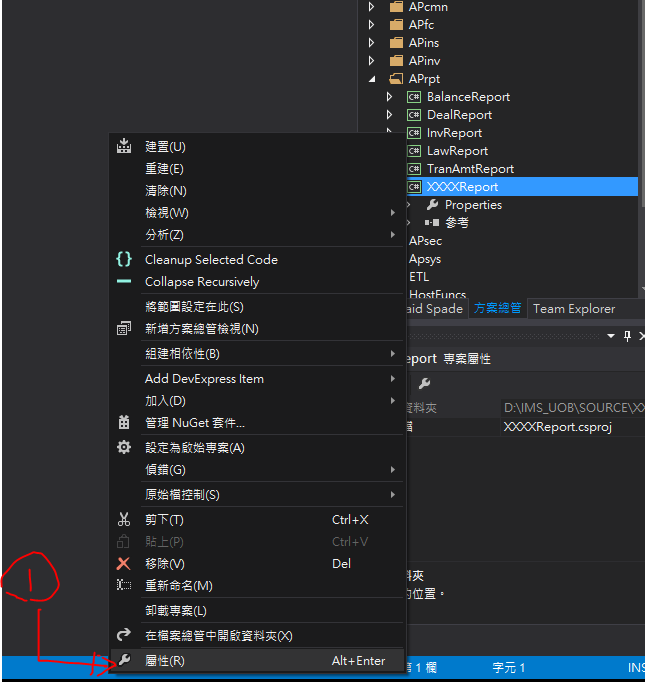 APcmn
APfc
APins
APinv
APrpt
BalanceReport
DealReport
InvReport
LawReport
TranAmtReport
XXXXReport
Properties
參考
APsec
Apsys
ETL
HostFuncs
aid Spade
方案總管
Team Explorer
eport 專案屬性
資料夾
D:\IMS_UOB\SOURCE\XX
XXXXReport.csproj
料夾
的位置。
建置(U)
重建(E)
清除(N)
檢視(W)
分析(Z)
Cleanup Selected Code
Collapse Recursively
將範圍設定在此(S)
新增方案總管檢視(N)
組建相依性(B)
Add DevExpress Item
加入(D)
管理 NuGet 套件...
設定為啟始專案(A)
偵錯(G)
原始檔控制(S)
剪下(T) Ctrl+X
貼上(P) Ctrl+V
移除(V) Del
重新命名(M)
卸載專案(L)
在檔案總管中開啟資料夾(X)
屬性(R) Alt+Enter
1
第 1 欄
字元 1
INS